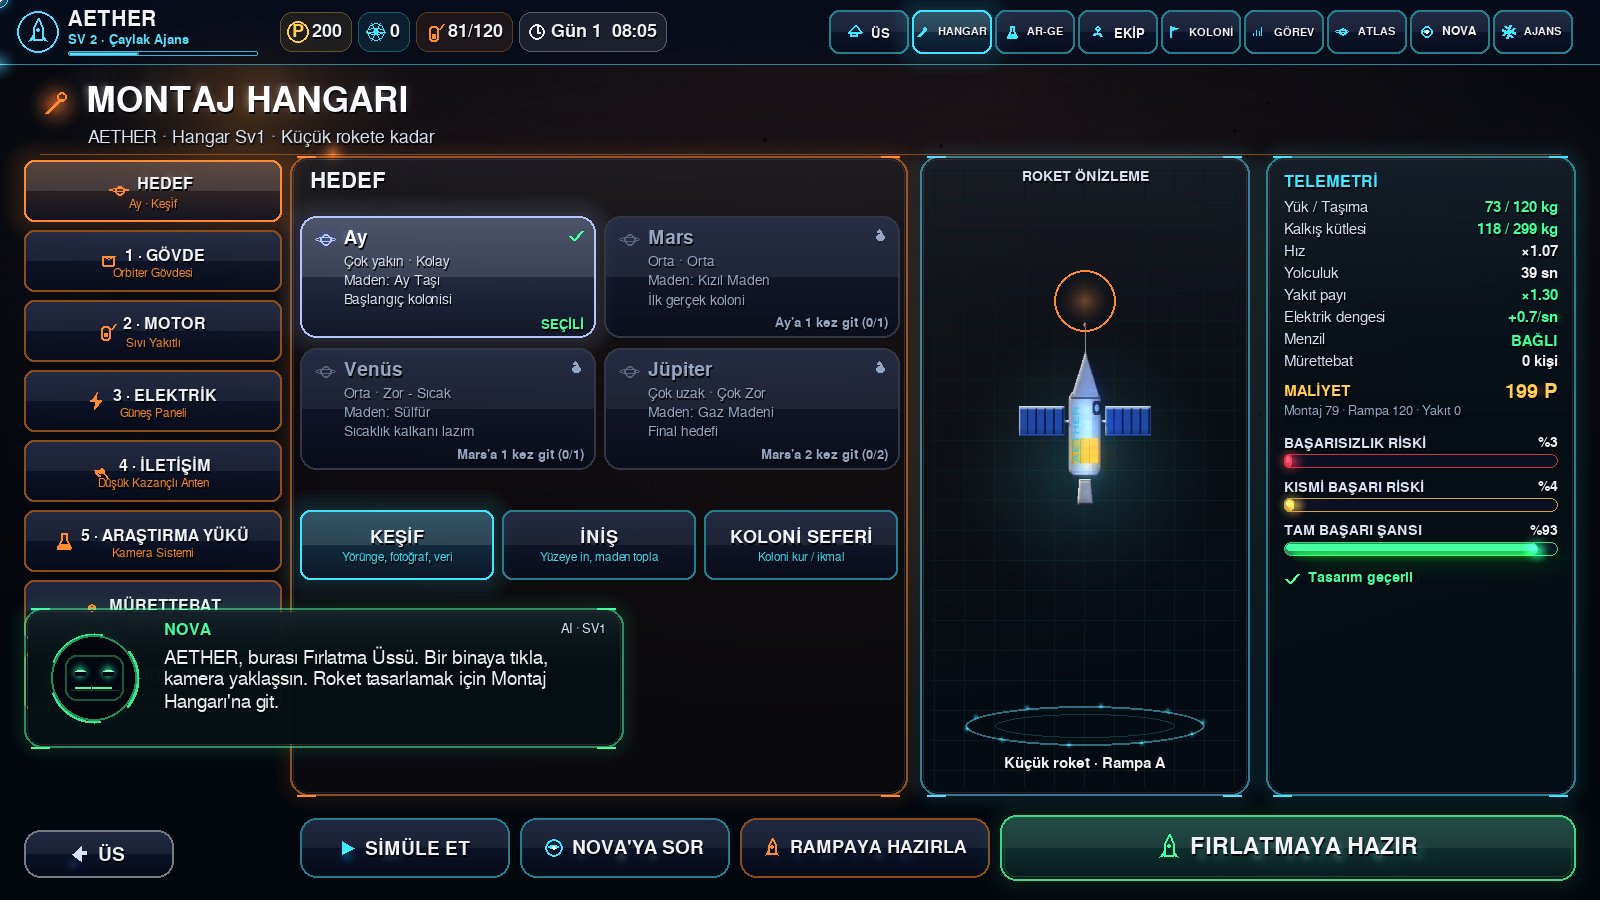 AETHER
SV 2 · Çaylak Ajans
200
0
81/120
Gün 1 08:05
ÜS
HANGAR
AR-GE
EKİP
KOLONİ
GÖREV
ATLAS
NOVA
AJANS
MONTAJ HANGARI
AETHER · Hangar Sv1 · Küçük rokete kadar
HEDEF
Ay · Keşif
1 · GÖVDE
Orbiter Gövdesi
2 · MOTOR
Sıvı Yakıtlı
3 · ELEKTRİK
Güneş Paneli
4 · İLETİŞİM
Düşük Kazançlı Anten
5 · ARAŞTIRMA YÜKÜ
Kamera Sistemi
MÜRETTEBAT
HEDEF
Ay
Çok yakın · Kolay
Maden: Ay Taşı
Başlangıç kolonisi
SEÇİLİ
Mars
Orta · Orta
Maden: Kızıl Maden
İlk gerçek koloni
Ay'a 1 kez git (0/1)
Venüs
Orta · Zor - Sıcak
Maden: Sülfür
Sıcaklık kalkanı lazım
Mars'a 1 kez git (0/1)
Jüpiter
Çok uzak · Çok Zor
Maden: Gaz Madeni
Final hedefi
Mars'a 2 kez git (0/2)
KEŞİF
Yörünge, fotoğraf, veri
İNİŞ
Yüzeye in, maden topla
KOLONİ SEFERİ
Koloni kur / ikmal
NOVA
AI · SV1
AETHER, burası Fırlatma Üssü. Bir binaya tıkla,
kamera yaklaşsın. Roket tasarlamak için Montaj
Hangarı'na git.
ROKET ÖNİZLEME
Küçük roket · Rampa A
TELEMETRİ
Yük / Taşıma 73 / 120 kg
Kalkış kütlesi 118 / 299 kg
Hız ×1.07
Yolculuk 39 sn
Yakıt payı ×1.30
Elektrik dengesi +0.7/sn
Menzil BAĞLI
Mürettebat 0 kişi
MALİYET 199 P
Montaj 79 · Rampa 120 · Yakıt 0
BAŞARISIZLIK RİSKİ %3
KISMİ BAŞARI RİSKİ %4
TAM BAŞARI ŞANSI %93
Tasarım geçerli
ÜS
SİMÜLE ET
NOVA'YA SOR
RAMPAYA HAZIRLA
FIRLATMAYA HAZIR